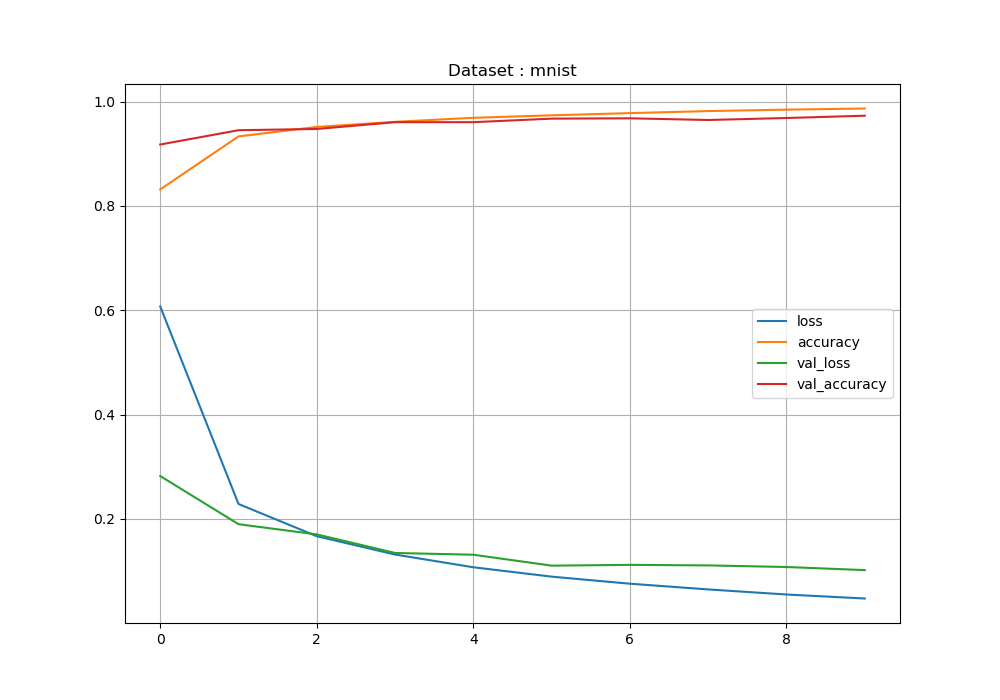 Dataset : mnist
1.0
0.8
0.6
0.4
0.2
loss
accuracy
val_loss
val_accuracy
0 2 4 6 8